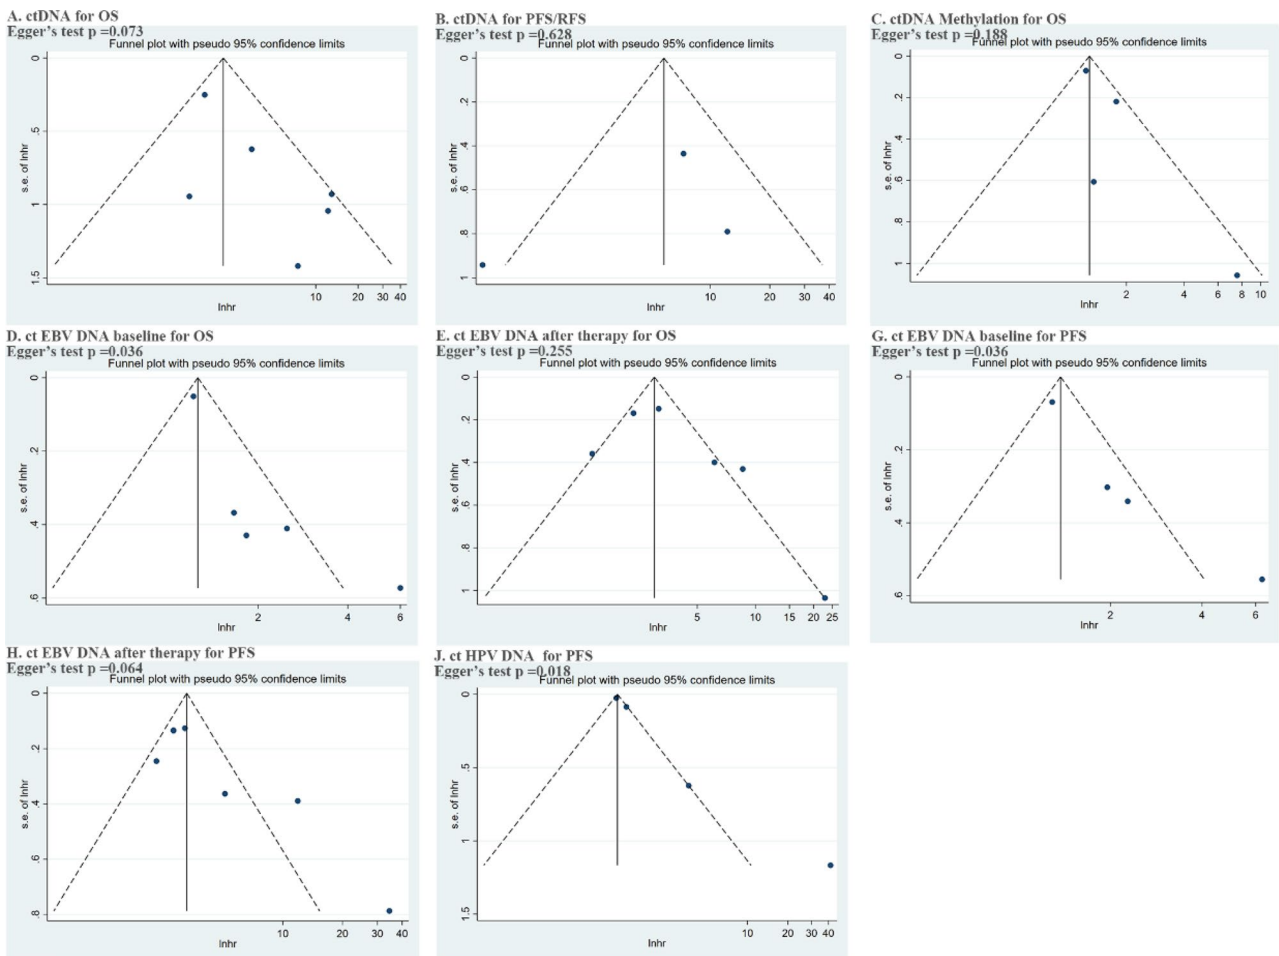 A. ctDNA for OS
Egger's test p =0.073
Funnel plot with pseudo 95% confidence limits
0
.5
1
1.5
s.e. of lnhr
10 20 30 40
lnhr
B. ctDNA for PFS/RFS
Egger's test p =0.628
Funnel plot with pseudo 95% confidence limits
0
.2
.4
.6
.8
1
s.e. of lnhr
10 20 30 40
lnhr
C. ctDNA Methylation for OS
Egger's test p =0.188
Funnel plot with pseudo 95% confidence limits
0
.2
.4
.6
.8
1
s.e. of lnhr
2 4 6 8 10
lnhr
D. ct EBV DNA baseline for OS
Egger's test p =0.036
Funnel plot with pseudo 95% confidence limits
0
.2
.4
.6
s.e. of lnhr
2 4 6
lnhr
E. ct EBV DNA after therapy for OS
Egger's test p =0.255
Funnel plot with pseudo 95% confidence limits
0
.2
.4
.6
.8
1
s.e. of lnhr
5 10 15 20 25
lnhr
G. ct EBV DNA baseline for PFS
Egger's test p =0.036
Funnel plot with pseudo 95% confidence limits
0
.2
.4
.6
s.e. of lnhr
2 4 6
lnhr
H. ct EBV DNA after therapy for PFS
Egger's test p =0.064
Funnel plot with pseudo 95% confidence limits
0
.2
.4
.6
.8
s.e. of lnhr
10 20 30 40
lnhr
J. ct HPV DNA for PFS
Egger's test p =0.018
Funnel plot with pseudo 95% confidence limits
0
.5
1
1.5
s.e. of lnhr
10 20 30 40
lnhr